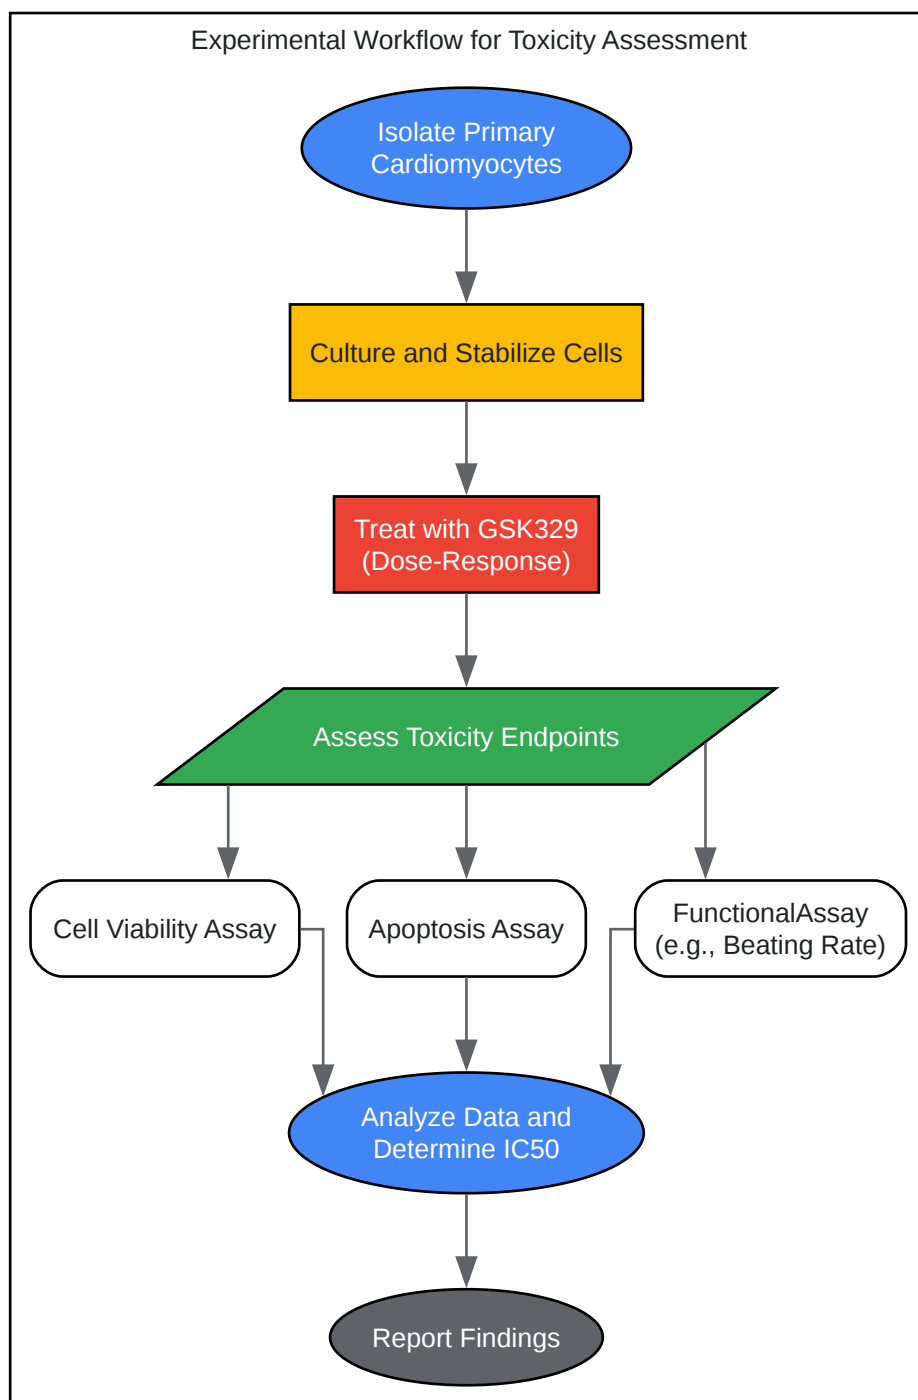 Experimental Workflow for Toxicity Assessment
Isolate Primary
Cardiomyocytes
Culture and Stabilize Cells
Treat with GSK329
(Dose-Response)
Assess Toxicity Endpoints
Cell Viability Assay
Apoptosis Assay
FunctionalAssay
(e.g., Beating Rate)
Analyze Data and
Determine IC50
Report Findings